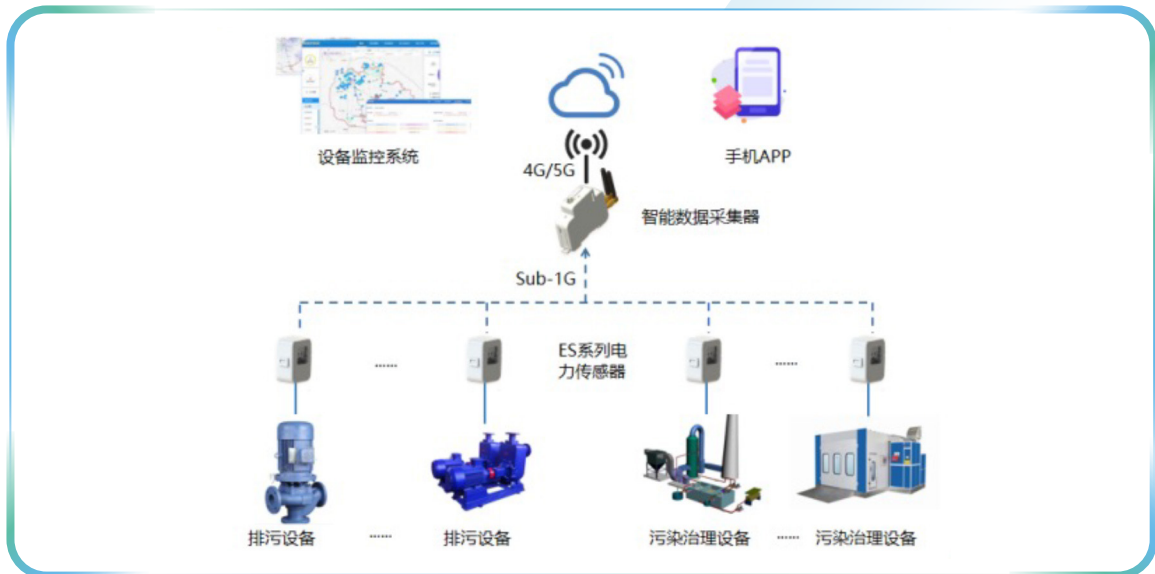 设备监控系统
手机APP
4G/5G
智能数据采集器
Sub-1G
ES系列电
力传感器
......
......
排污设备
......
排污设备
污染治理设备
......
污染治理设备